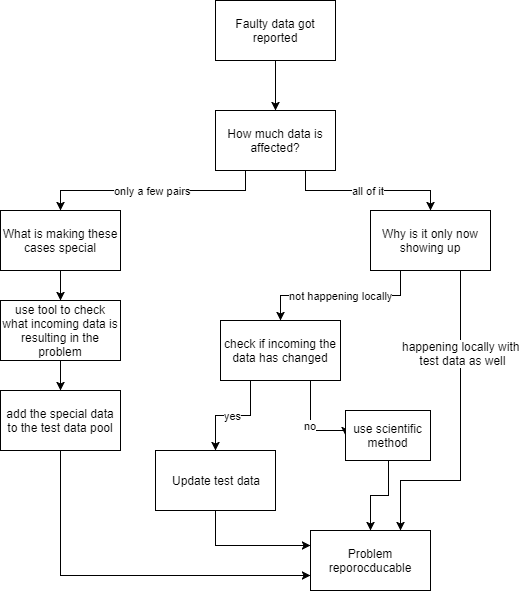 Faulty data got
reported
How much data is
affected?
only a few pairs
all of it
What is making these
cases special
Why is it only now
showing up
not happening locally
use tool to check
what incoming data is
resulting in the
problem
check if incoming the
data has changed
happening locally with
test data as well
add the special data
to the test data pool
yes
no
use scientific
method
Update test data
Problem
reporocducable